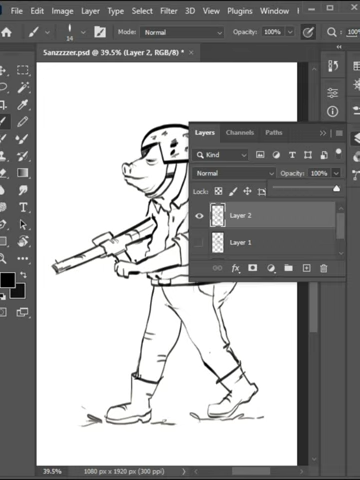 File Edit Image Layer Type Select Filter 3D View Plugins Window
14 Mode: Normal Opacity: 100%
Sanzzzzer.psd @ 39.5% (Layer 2, RGB/8) * ×
Layers Channels Paths
Kind
Normal Opacity: 100%
Lock:
Layer 2
Layer 1
fx
39.5% 1080 px x 1920 px (300 ppi)